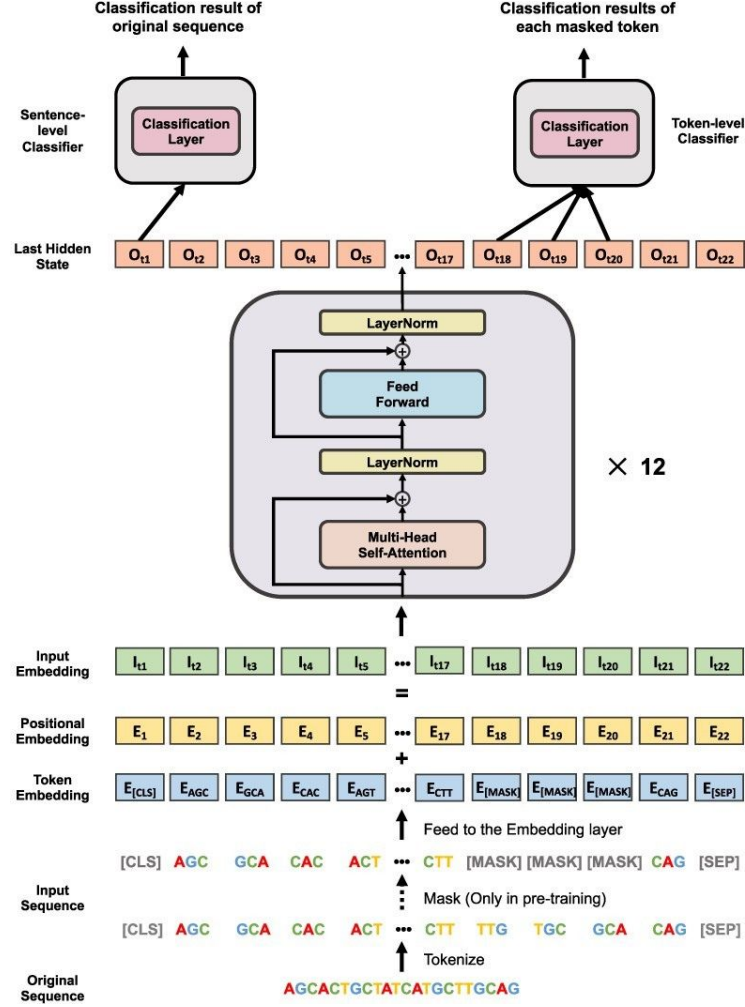 Classification result of
original sequence
Classification results of
each masked token
Sentence-
level
Classifier
Classification
Layer
Classification
Layer
Token-level
Classifier
Last Hidden
State
Ot1 Ot2 Ot3 Ot4 Ot5 ••• Ot17 Ot18 Ot19 Ot20 Ot21 Ot22
LayerNorm
+
Feed
Forward
LayerNorm
× 12
+
Multi-Head
Self-Attention
Input
Embedding
It1 It2 It3 It4 It5 ••• It17 It18 It19 It20 It21 It22
=
Positional
Embedding
E1 E2 E3 E4 E5 ••• E17 E18 E19 E20 E21 E22
+
Token
Embedding
E[CLS] EAGC EGCA ECAC EAGT ••• ECTT E[MASK] E[MASK] E[MASK] ECAG E[SEP]
Feed to the Embedding layer
[CLS] AGC GCA CAC ACT ••• CTT [MASK] [MASK] [MASK] CAG [SEP]
Input
Sequence
Mask (Only in pre-training)
[CLS] AGC GCA CAC ACT ••• CTT TTG TGC GCA CAG [SEP]
Tokenize
Original
Sequence
AGCACTGCTATCATGCTTGCAG